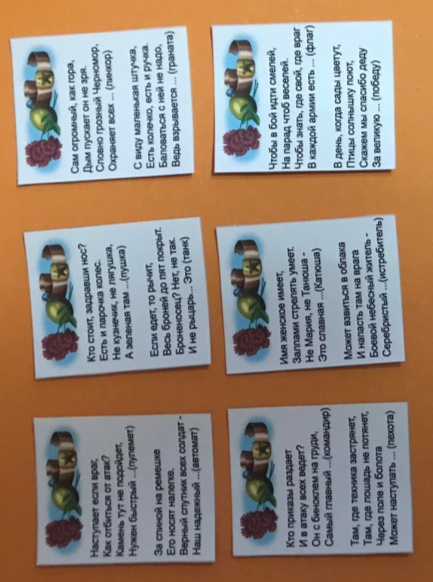 Наступает если враг,
Как отбиться от атак?
Камень тут не подойдет,
Нужен быстрый ...(пулемет)
За спиной на ремешке
Его носят налегке.
Верный спутник всех солдат -
Наш надежный ...(автомат)
Кто стоит, задравши нос?
Есть и парочка колес.
Не кузнечик, не лягушка,
А зеленая там ...(пушка)
Если едет, то рычит,
Весь броней до пят покрыт.
Броненосец? Нет, не так.
И не рыцарь... Это (танк)
Сам огромный, как гора,
Дым пускает он не зря.
Словно грозный Черномор,
Охраняет всех ... (линкор)
С виду маленькая штучка,
Есть колечко, есть и ручка.
Баловаться с ней не надо,
Ведь взрывается ... (граната)
Кто приказы раздает
И в атаку всех ведет?
Он с биноклем на груди,
Самый главный ...(командир)
Там, где техника застрянет,
Там, где лошадь не потянет,
Через поле и болота
Может наступать ... (пехота)
Имя женское имеет,
Залпами стрелять умеет.
Не Мария, не Танюша -
Это славная ...(Катюша)
Может взвиться в облака
И напасть там на врага
Боевой небесный житель -
Серебристый ...(истребитель)
Чтобы в бой идти смелей,
На парад чтоб веселей.
Чтобы знать, где свой, где враг
В каждой армии есть ... (флаг)
В день, когда сады цветут,
Птицы солнышку поют,
Скажем мы спасибо деду
За великую ... (победу)